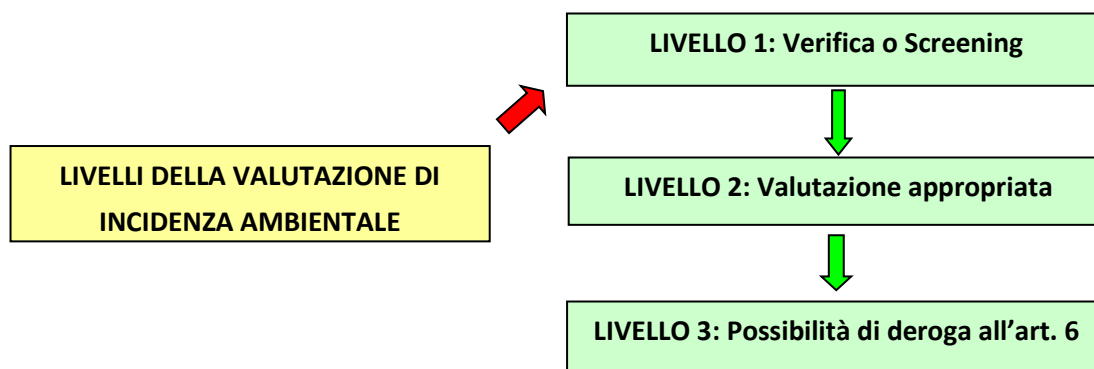 LIVELLI DELLA VALUTAZIONE DI
INCIDENZA AMBIENTALE
LIVELLO 1: Verifica o Screening
LIVELLO 2: Valutazione appropriata
LIVELLO 3: Possibilità di deroga all’art. 6